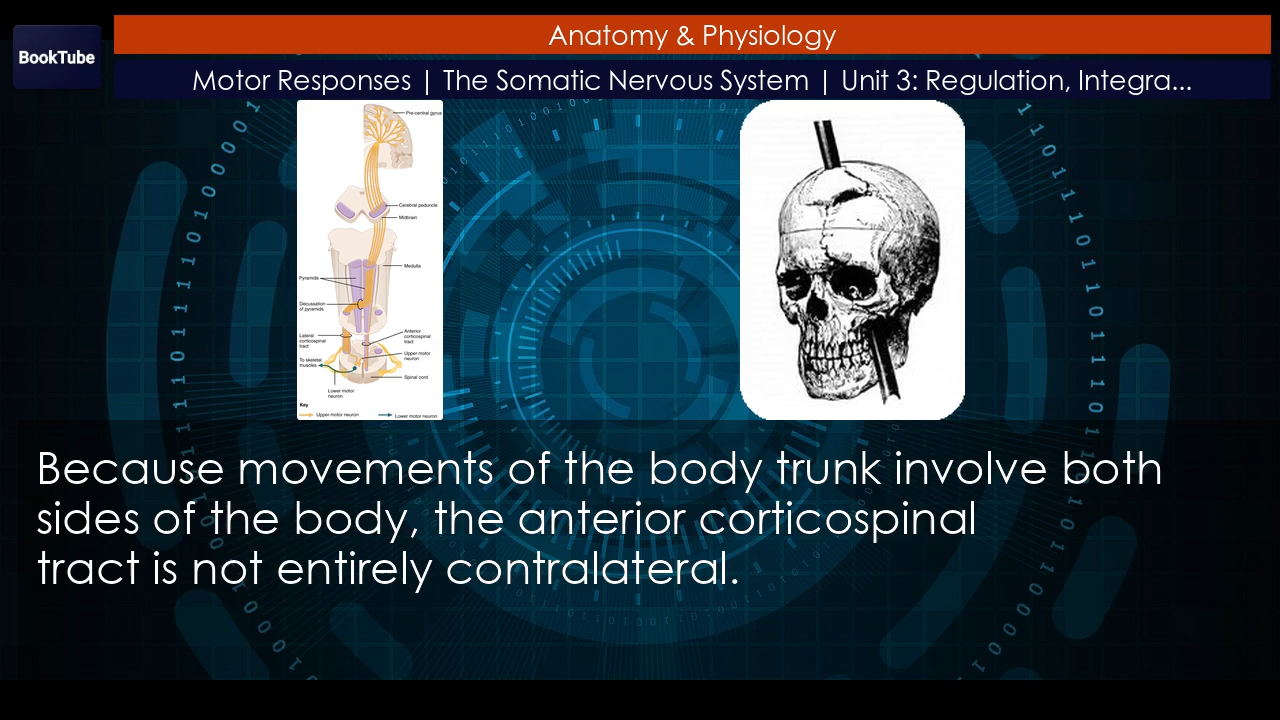 BookTube
Anatomy & Physiology
Motor Responses | The Somatic Nervous System | Unit 3: Regulation, Integra...
Pre-central gyrus
Cerebral peduncle
Midbrain
Medulla
Pyramids
Decussation
of pyramids
Lateral
corticospinal
tract
Anterior
corticospinal
tract
To skeletal
muscles
Upper motor
neuron
Spinal cord
Lower motor
neuron
Key
Upper motor neuron
Lower motor neuron
Because movements of the body trunk involve both
sides of the body, the anterior corticospinal
tract is not entirely contralateral.